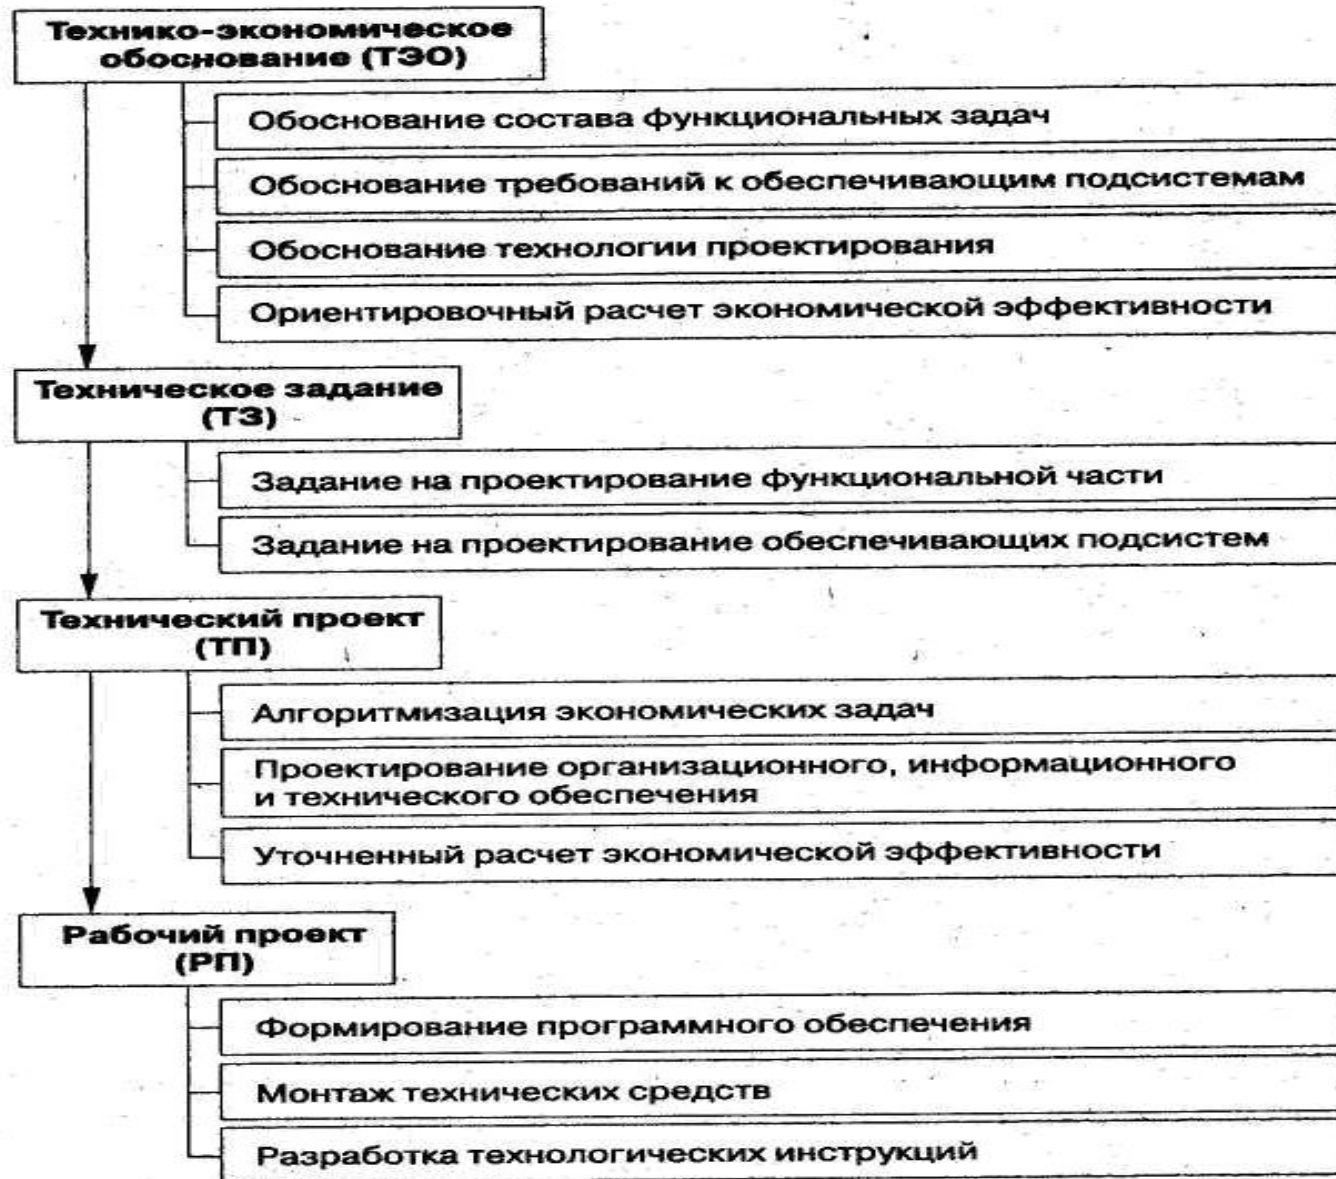 Технико-экономическое
обоснование (ТЭО)
Обоснование состава функциональных задач
Обоснование требований к обеспечивающим подсистемам
Обоснование технологии проектирования
Ориентировочный расчет экономической эффективности
Техническое задание
(ТЗ)
Задание на проектирование функциональной части
Задание на проектирование обеспечивающих подсистем
Технический проект
(ТП)
Алгоритмизация экономических задач
Проектирование организационного, информационного
и технического обеспечения
Уточненный расчет экономической эффективности
Рабочий проект
(РП)
Формирование программного обеспечения
Монтаж технических средств
Разработка технологических инструкций